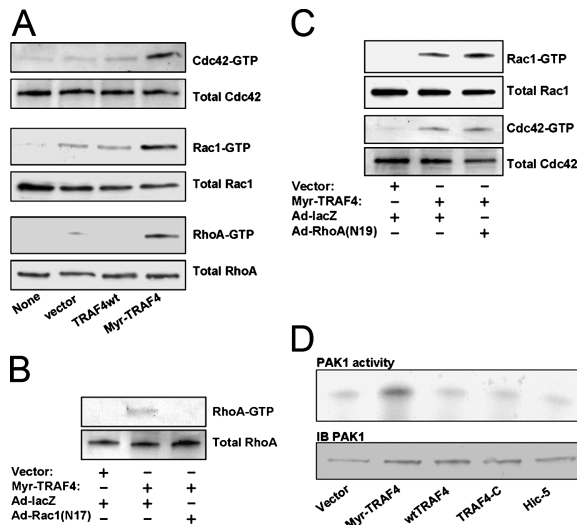 A
Cdc42-GTP
Total Cdc42
Rac1-GTP
Total Rac1
RhoA-GTP
Total RhoA
None
vector
TRAF4wt
Myr-TRAF4
B
RhoA-GTP
Total RhoA
Vector: + – –
Myr-TRAF4: – + +
Ad-lacZ + + –
Ad-Rac1(N17) – – +
C
Rac1-GTP
Total Rac1
Cdc42-GTP
Total Cdc42
Vector: + – –
Myr-TRAF4: – + +
Ad-lacZ + + –
Ad-RhoA(N19) – – +
D
PAK1 activity
IB PAK1
Vector
Myr-TRAF4
wtTRAF4
TRAF4-C
Hic-5